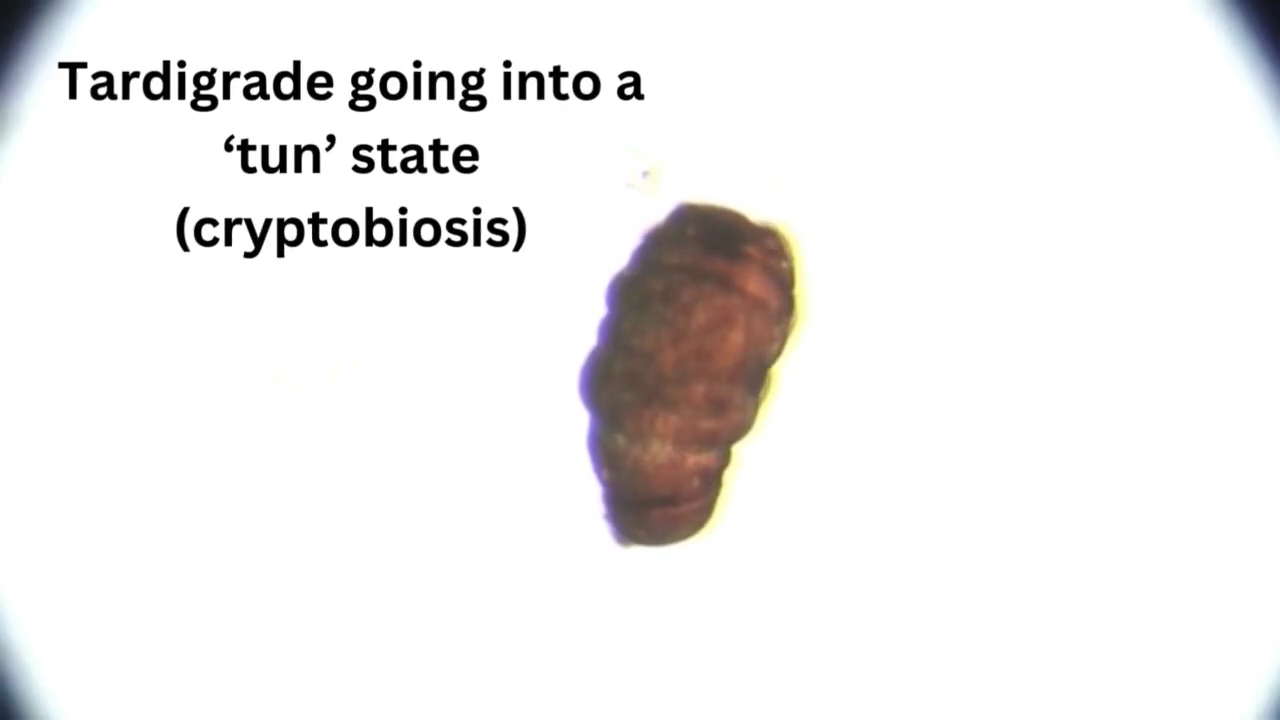 Tardigrade going into a
‘tun’ state
(cryptobiosis)